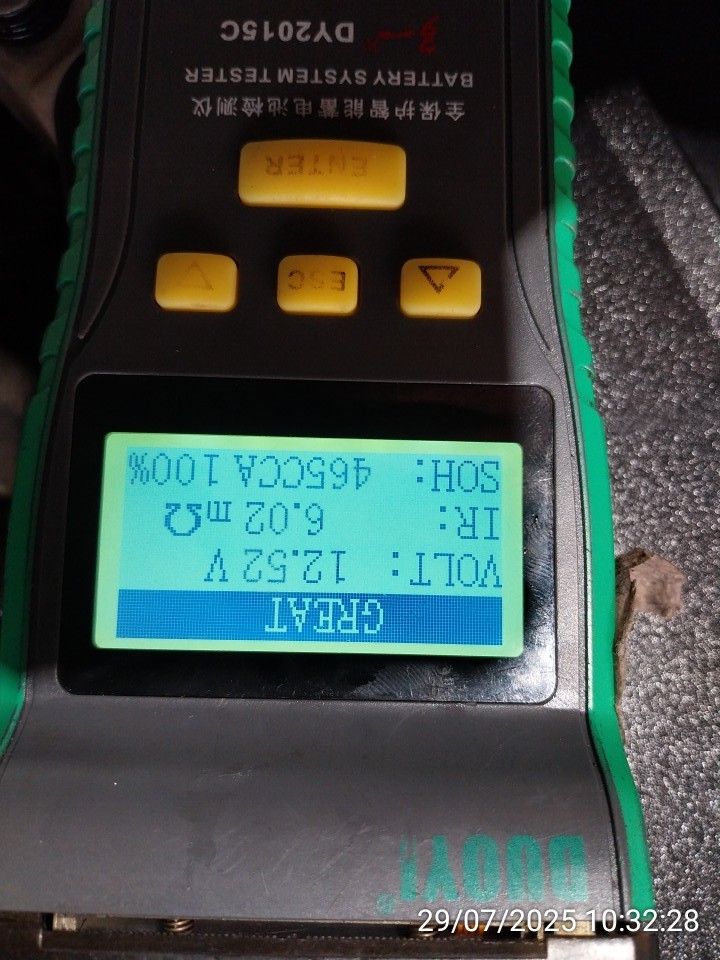 DUOYI®
GREAT
VOLT: 12.52 V
IR: 6.02 mΩ
SOH: 465CCA 100%
ESC
ENTER
全保护智能蓄电池检测仪
BATTERY SYSTEM TESTER
DY2015C
29/07/2025 10:32:28